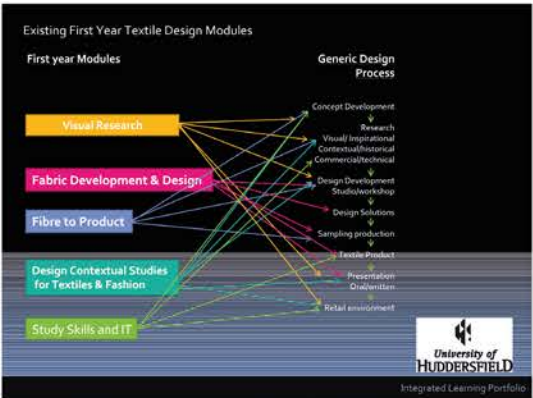 Existing First Year Textile Design Modules
First year Modules
Generic Design
Process
Visual Research
Fabric Development & Design
Fibre to Product
Design Contextual Studies
for Textiles & Fashion
Study Skills and IT
Concept Development
Research
Visual/ Inspirational
Contextual/historical
Commercial/technical
Design Development
Studio/workshop
Design Solutions
Sampling production
Textile Product
Presentation
Oral/written
Retail environment
University of
HUDDERSFIELD
Integrated Learning Portfolio